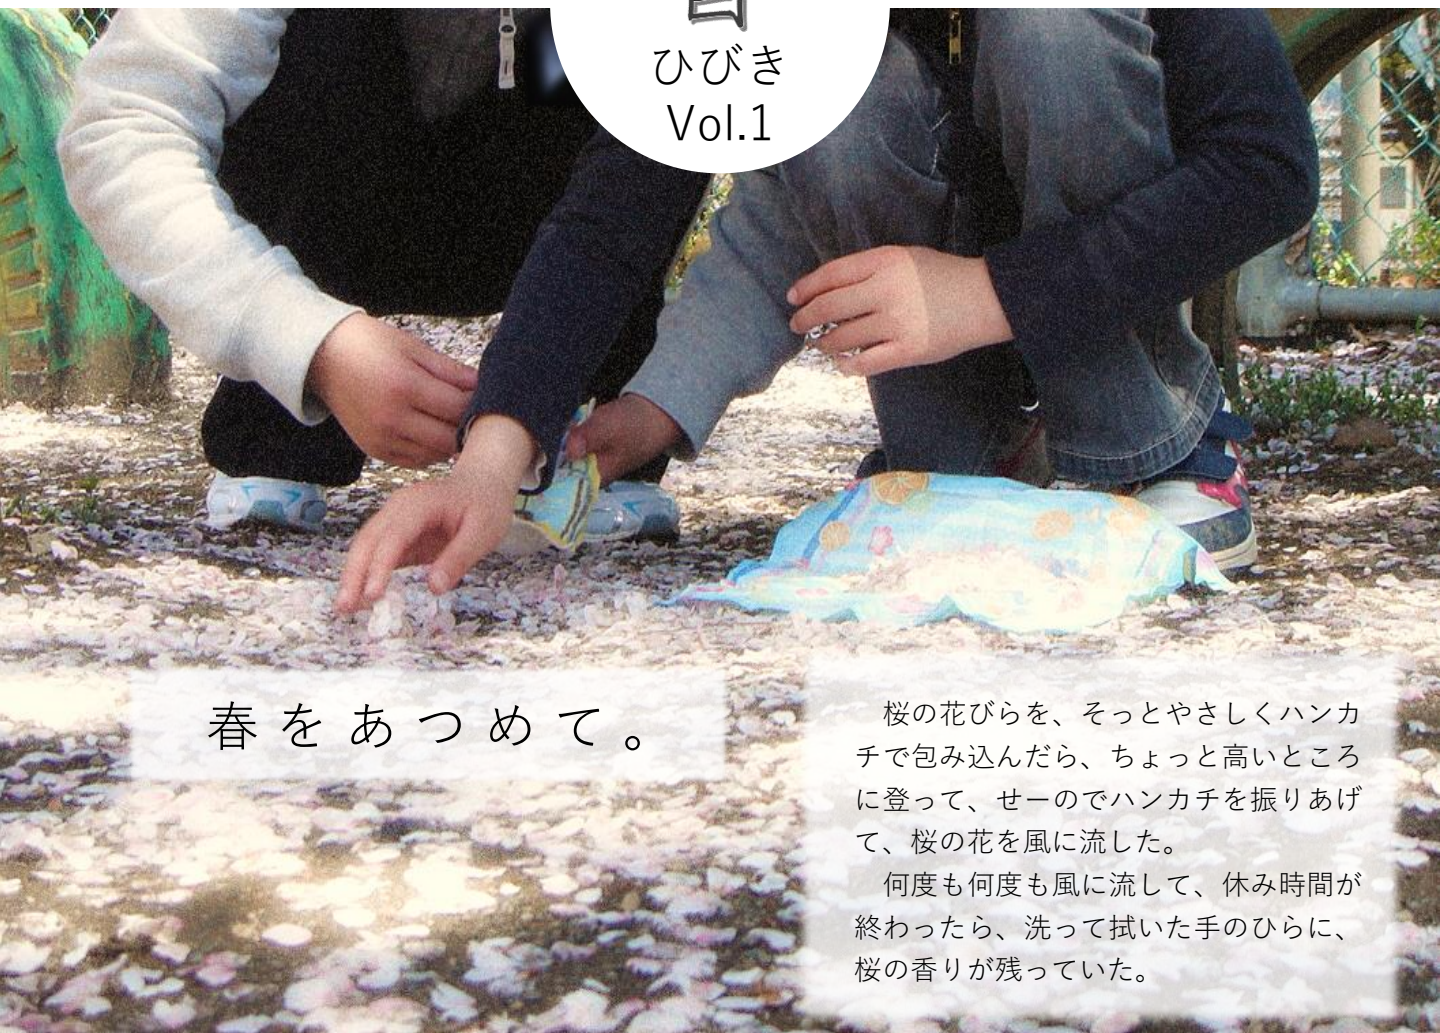 ひびき
Vol.1
春をあつめて。
　桜の花びらを、そっとやさしくハンカ
チで包み込んだら、ちょっと高いところ
に登って、せーのでハンカチを振りあげ
て、桜の花を風に流した。
　何度も何度も風に流して、休み時間が
終わったら、洗って拭いた手のひらに、
桜の香りが残っていた。